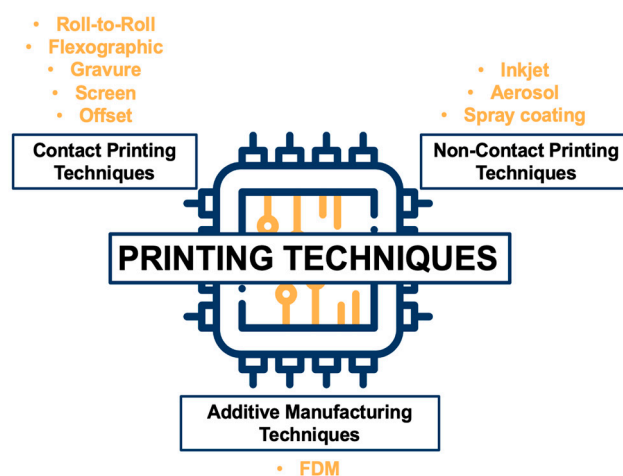 • Roll-to-Roll
• Flexographic
• Gravure
• Screen
• Offset
Contact Printing
Techniques
• Inkjet
• Aerosol
• Spray coating
Non-Contact Printing
Techniques
PRINTING TECHNIQUES
Additive Manufacturing
Techniques
• FDM